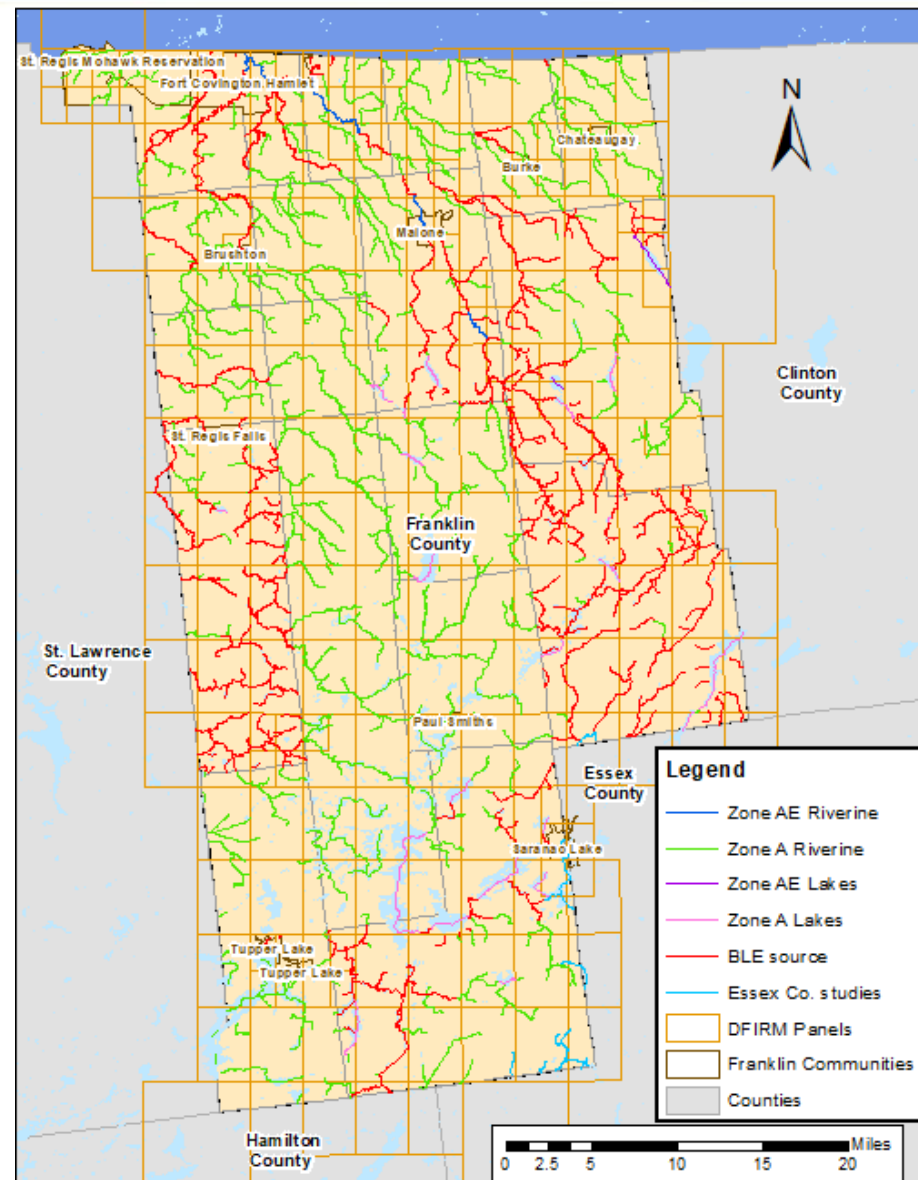 St. Regis Mohawk Reservation
Fort Covington Hamlet
N
Chateaugay
Burke
Malone
Brushton
Clinton
County
St. Regis Falls
Franklin
County
St. Lawrence
County
Paul Smiths
Essex
County
Saranac Lake
Tupper Lake
Tupper Lake
Hamilton
County
Legend
Zone AE Riverine
Zone A Riverine
Zone AE Lakes
Zone A Lakes
BLE source
Essex Co. studies
DFIRM Panels
Franklin Communities
Counties
Miles
0 2.5 5 10 15 20